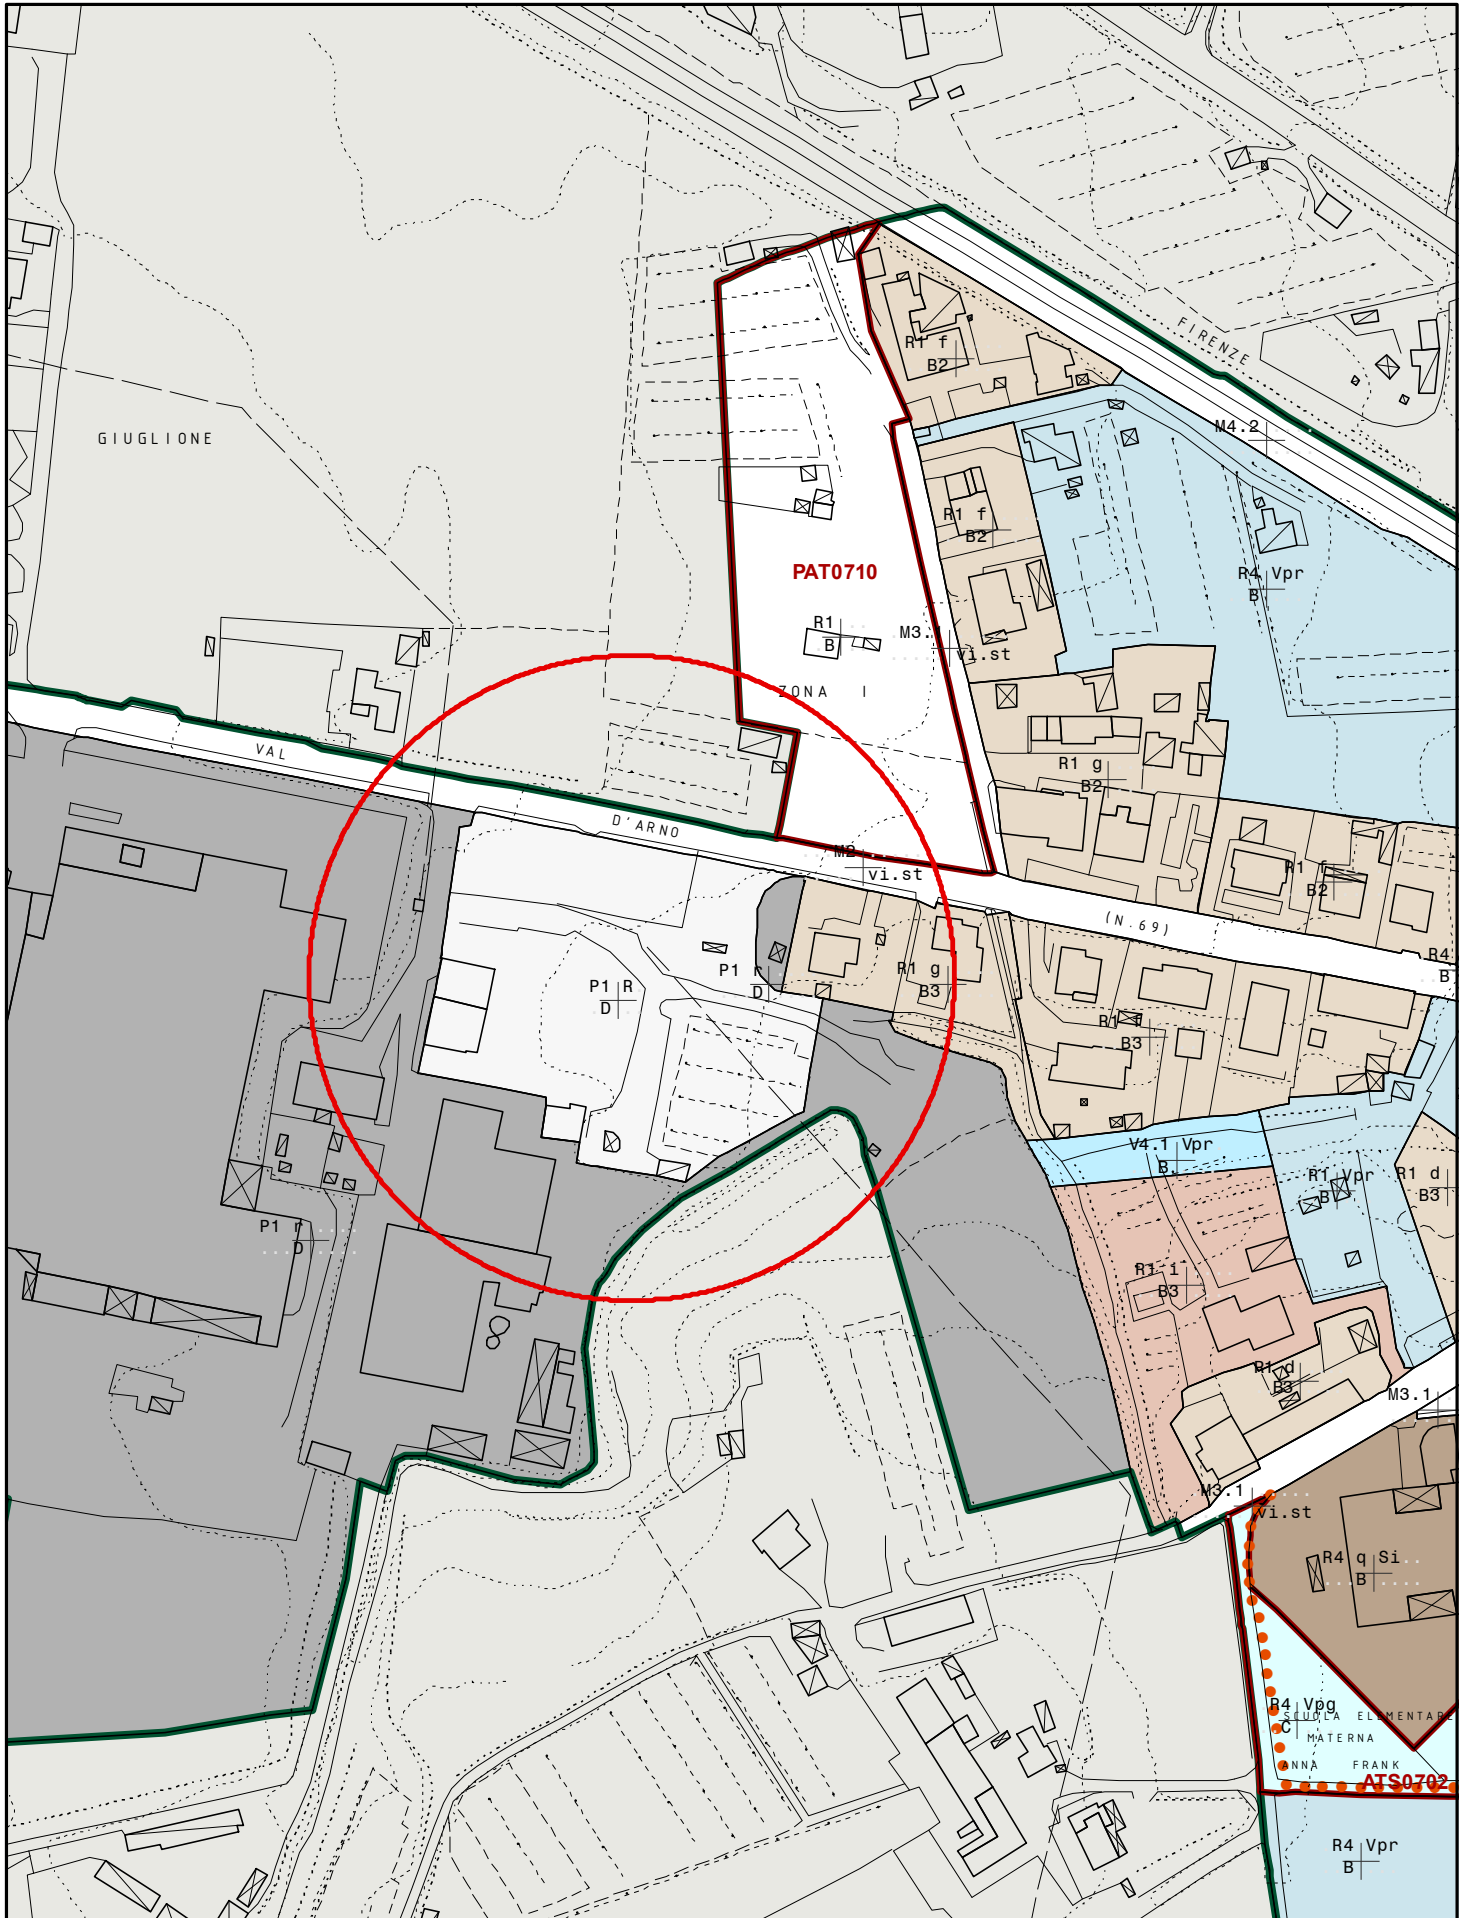 FIRENZE
R1 f
B2
M4.2
GIUGLIONE
R1 f
B2
PAT0710
R4 Vpr
B
R1
B
M3.
vi.st
ZONA I
VAL
R1 g
B2
D'ARNO
M2
vi.st
R1 f
B2
(N.69)
R4
B
P1 r
D
R1 g
B3
P1 R
D
B3
V4.1 Vpr
B
R1 Vpr
B
R1 d
B3
P1 r
D
R1 i
B3
R1 d
B3
M3.1
M3.1
vi.st
R4 q Si
B
R4 Vpg
C
SCUOLA ELEMENTARE
MATERNA
ANNA FRANK
ATS0702
R4 Vpr
B